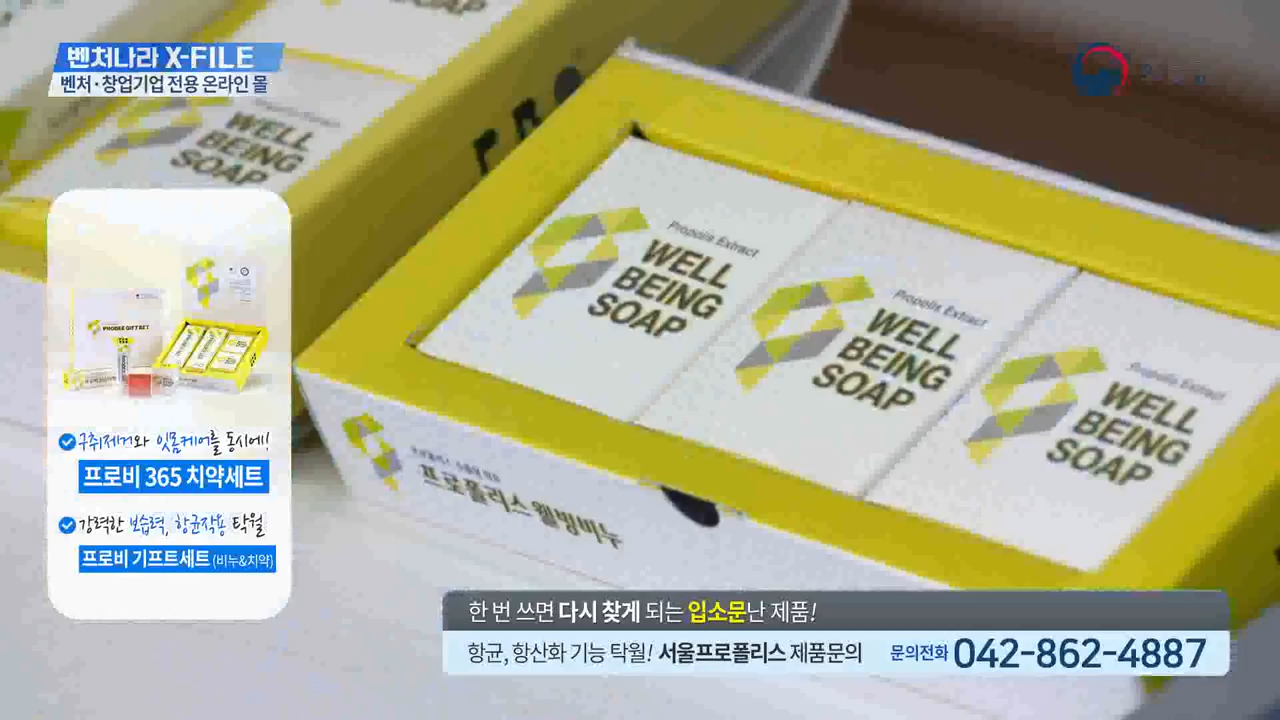 벤처나라 X-FILE
벤처·창업기업 전용 온라인 몰
WELL
BEING
SOAP
Propolis Extract
WELL
BEING
SOAP
Propolis Extract
WELL
BEING
SOAP
Propolis Extract
WELL
BEING
SOAP
프로폴리스 웰빙비누
PROBEE GIFT SET
구취제거와 잇몸케어를 동시에!
프로비 365 치약세트
강력한 보습력, 항균작용 탁월
프로비 기프트세트 (비누&치약)
한 번 쓰면 다시 찾게 되는 입소문난 제품!
항균, 항산화 기능 탁월! 서울프로폴리스 제품문의 문의전화 042-862-4887